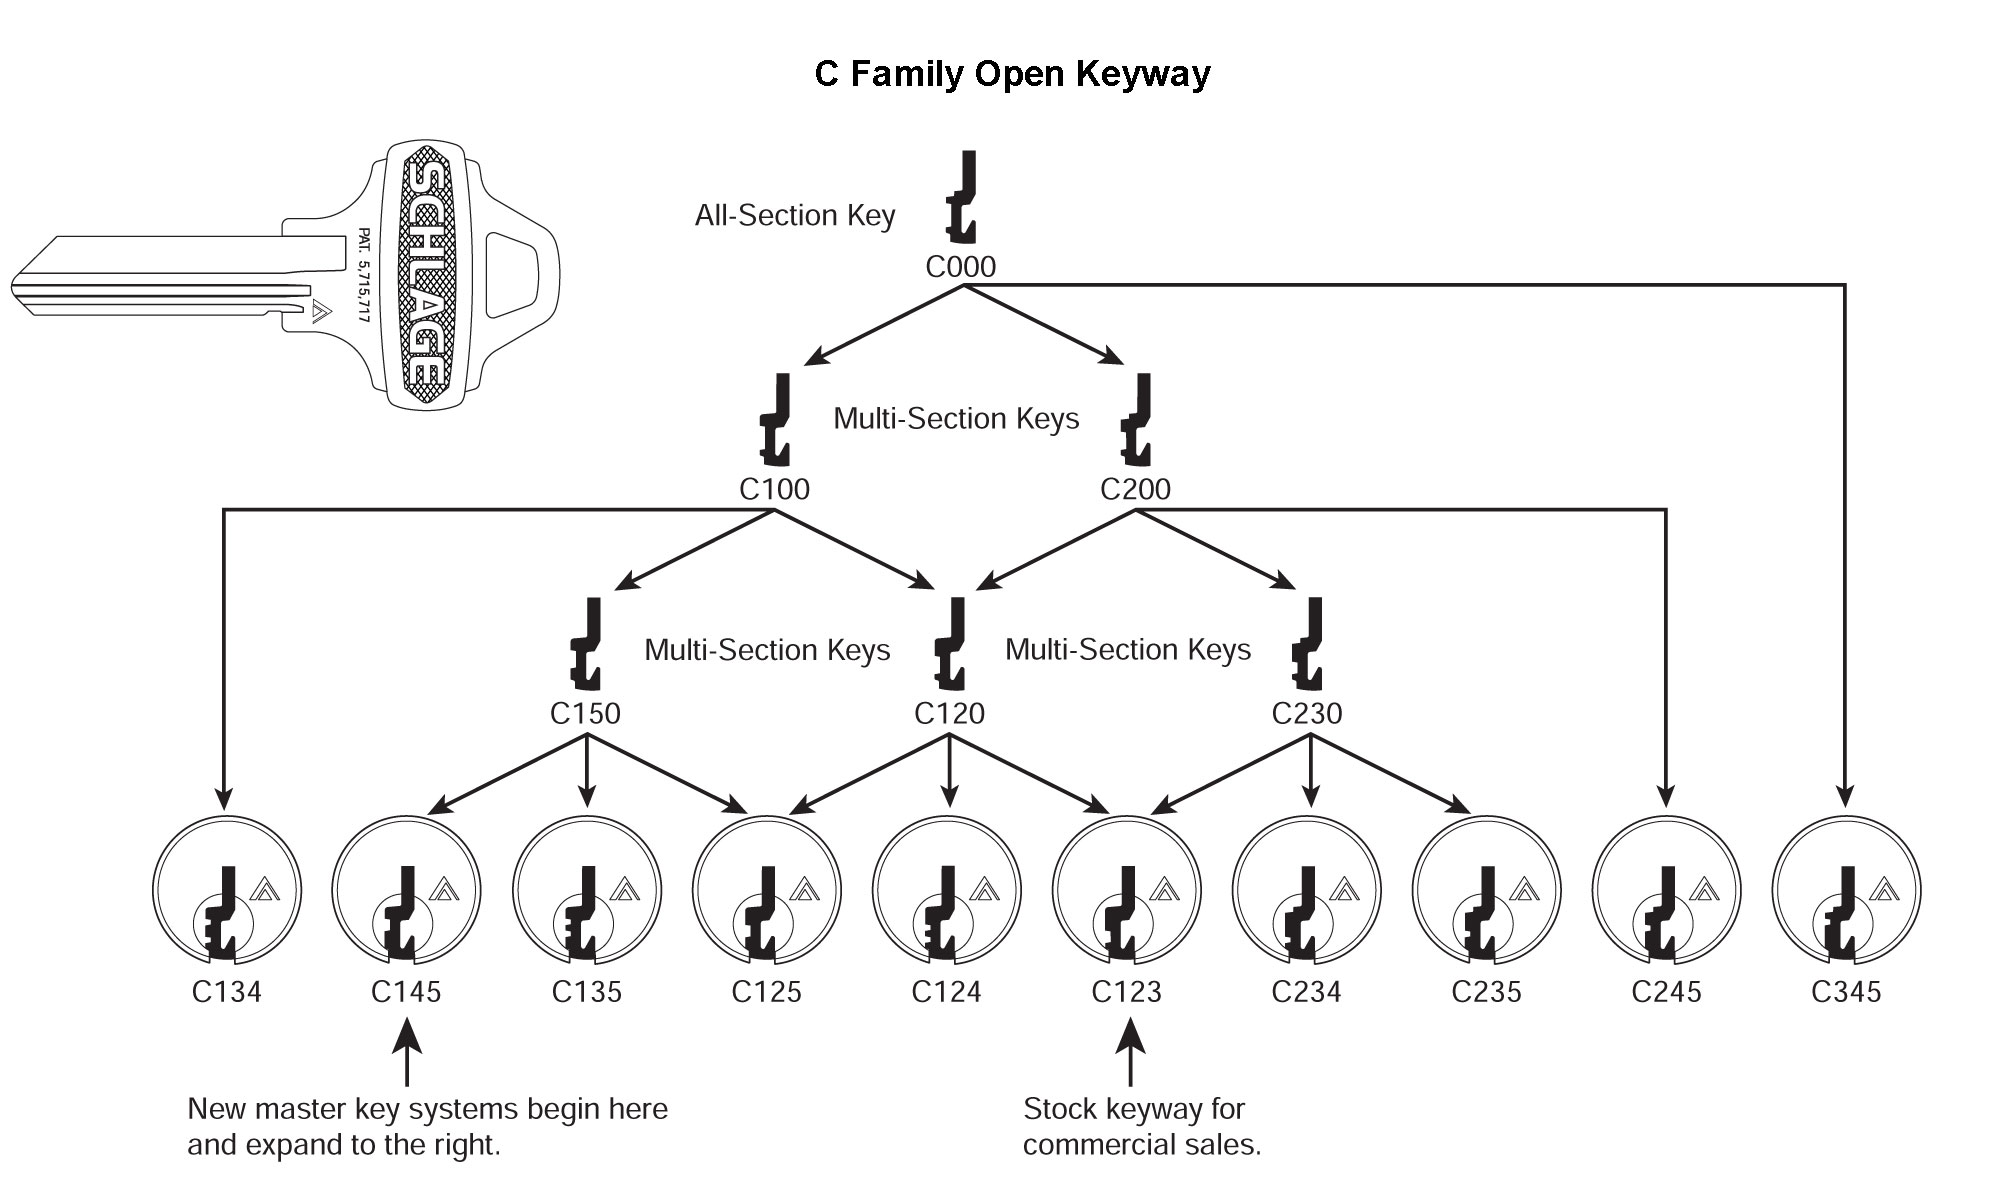 C Family Open Keyway
SCHLAGE
PAT. 5,715,717
All-Section Key
C000
Multi-Section Keys
C100
C200
Multi-Section Keys
Multi-Section Keys
C150
C120
C230
C134
C145
C135
C125
C124
C123
C234
C235
C245
C345
New master key systems begin here
and expand to the right.
Stock keyway for
commercial sales.